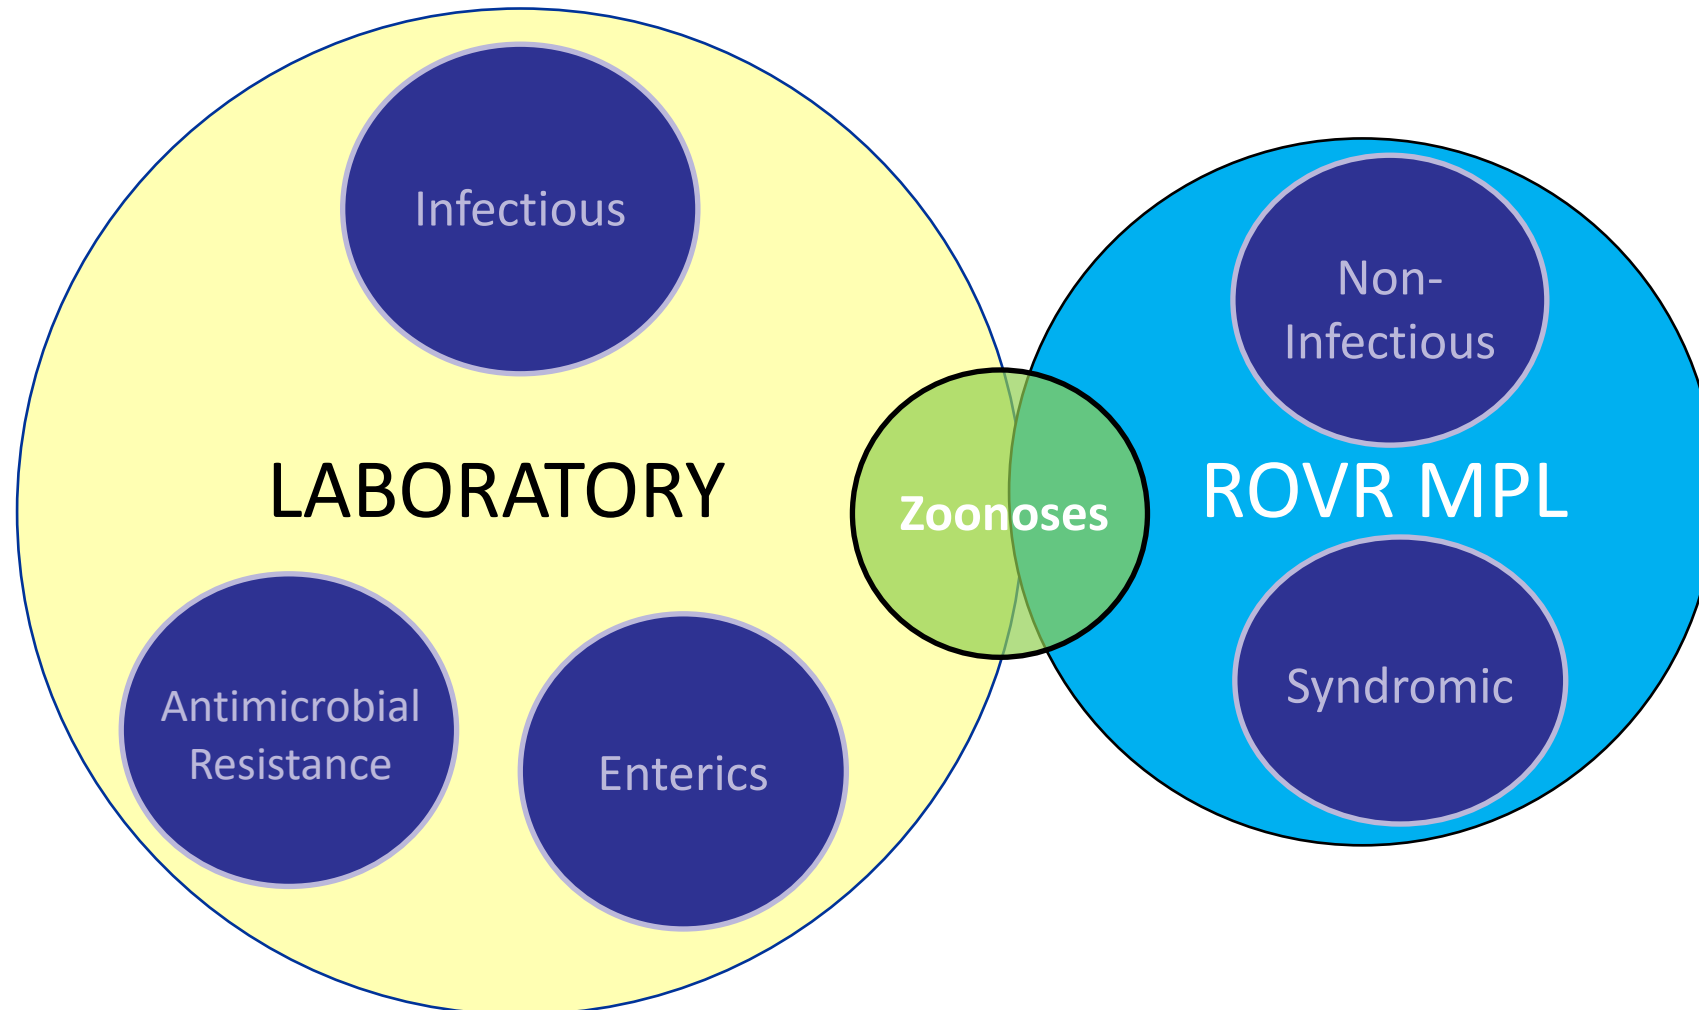 Infectious
LABORATORY
Antimicrobial
Resistance
Enterics
Zoonoses
Non-
Infectious
ROVR MPL
Syndromic